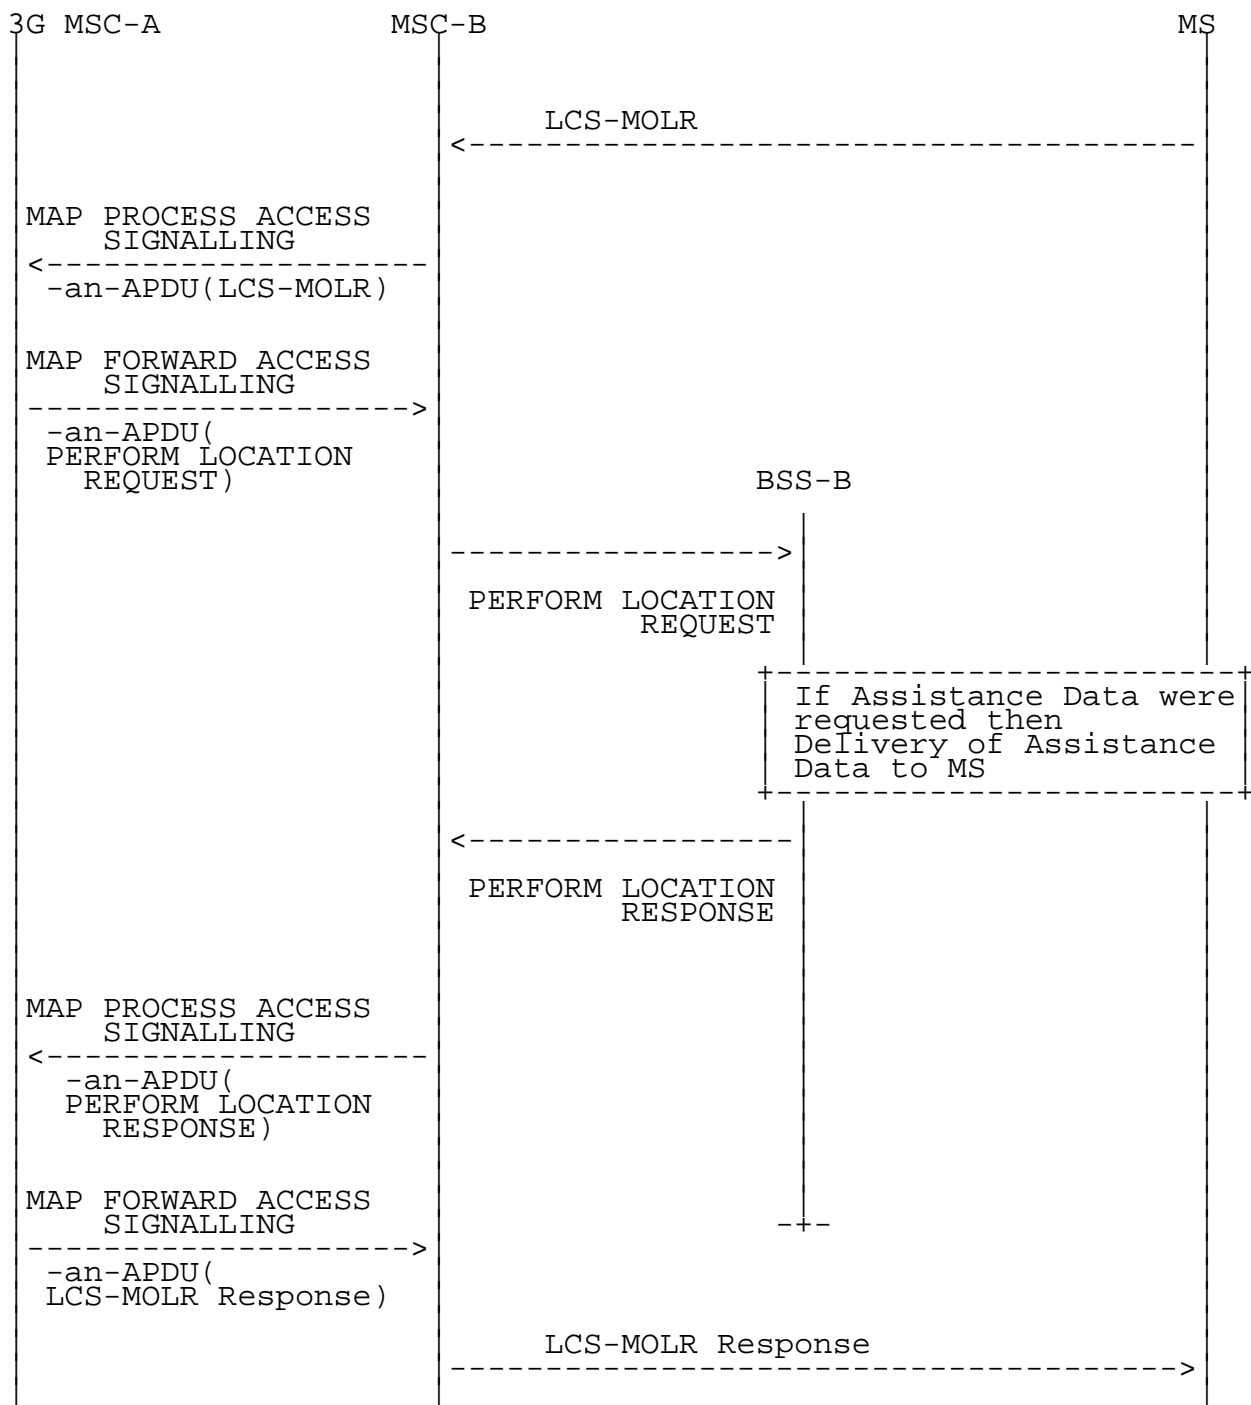 3G MSC-A MSC-B MS
LCS-MOLR
MAP PROCESS ACCESS
SIGNALLING
-an-APDU(LCS-MOLR)
MAP FORWARD ACCESS
SIGNALLING
-an-APDU(
PERFORM LOCATION
REQUEST)
BSS-B
PERFORM LOCATION
REQUEST
If Assistance Data were
requested then
Delivery of Assistance
Data to MS
PERFORM LOCATION
RESPONSE
MAP PROCESS ACCESS
SIGNALLING
-an-APDU(
PERFORM LOCATION
RESPONSE)
MAP FORWARD ACCESS
SIGNALLING
-an-APDU(
LCS-MOLR Response)
LCS-MOLR Response